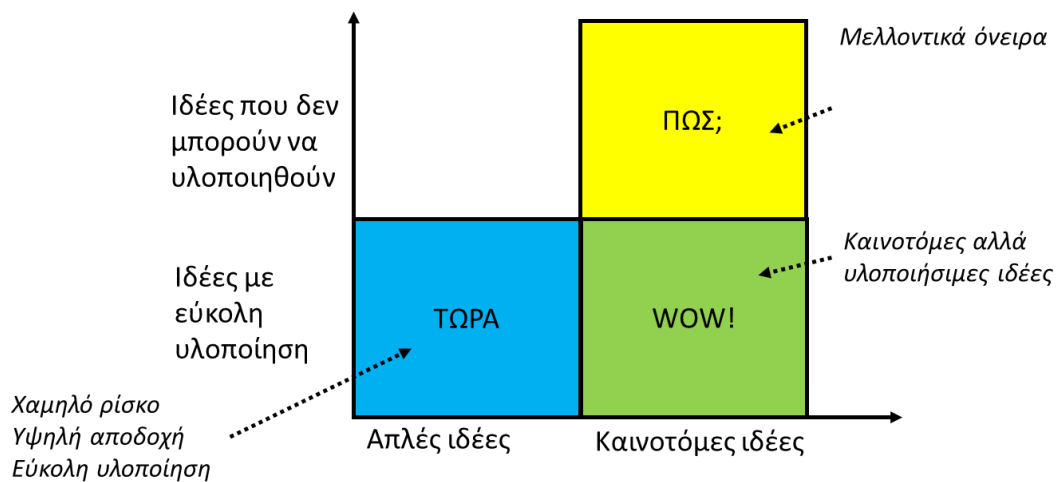 Μελλοντικά όνειρα
Ιδέες που δεν
μπορούν να
υλοποιηθούν
ΠΩΣ;
Καινοτόμες αλλά
υλοποιήσιμες ιδέες
Ιδέες με
εύκολη
υλοποίηση
ΤΩΡΑ
WOW!
Χαμηλό ρίσκο
Υψηλή αποδοχή
Εύκολη υλοποίηση
Απλές ιδέες
Καινοτόμες ιδέες